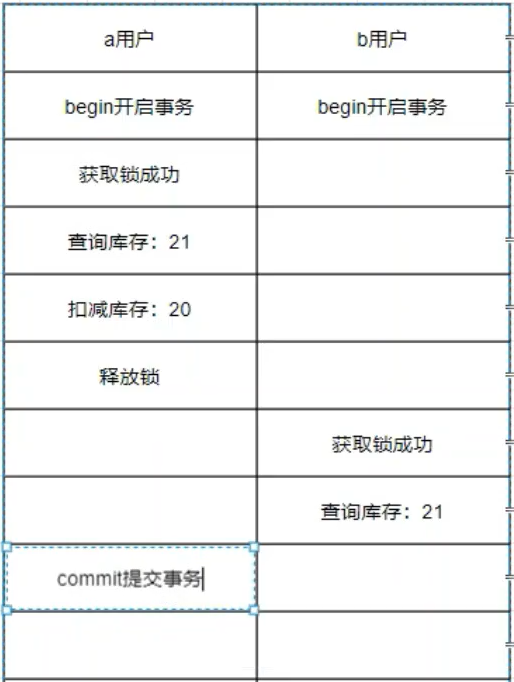 a用户 b用户
begin开启事务 begin开启事务
获取锁成功
查询库存：21
扣减库存：20
释放锁
获取锁成功
查询库存：21
commit提交事务